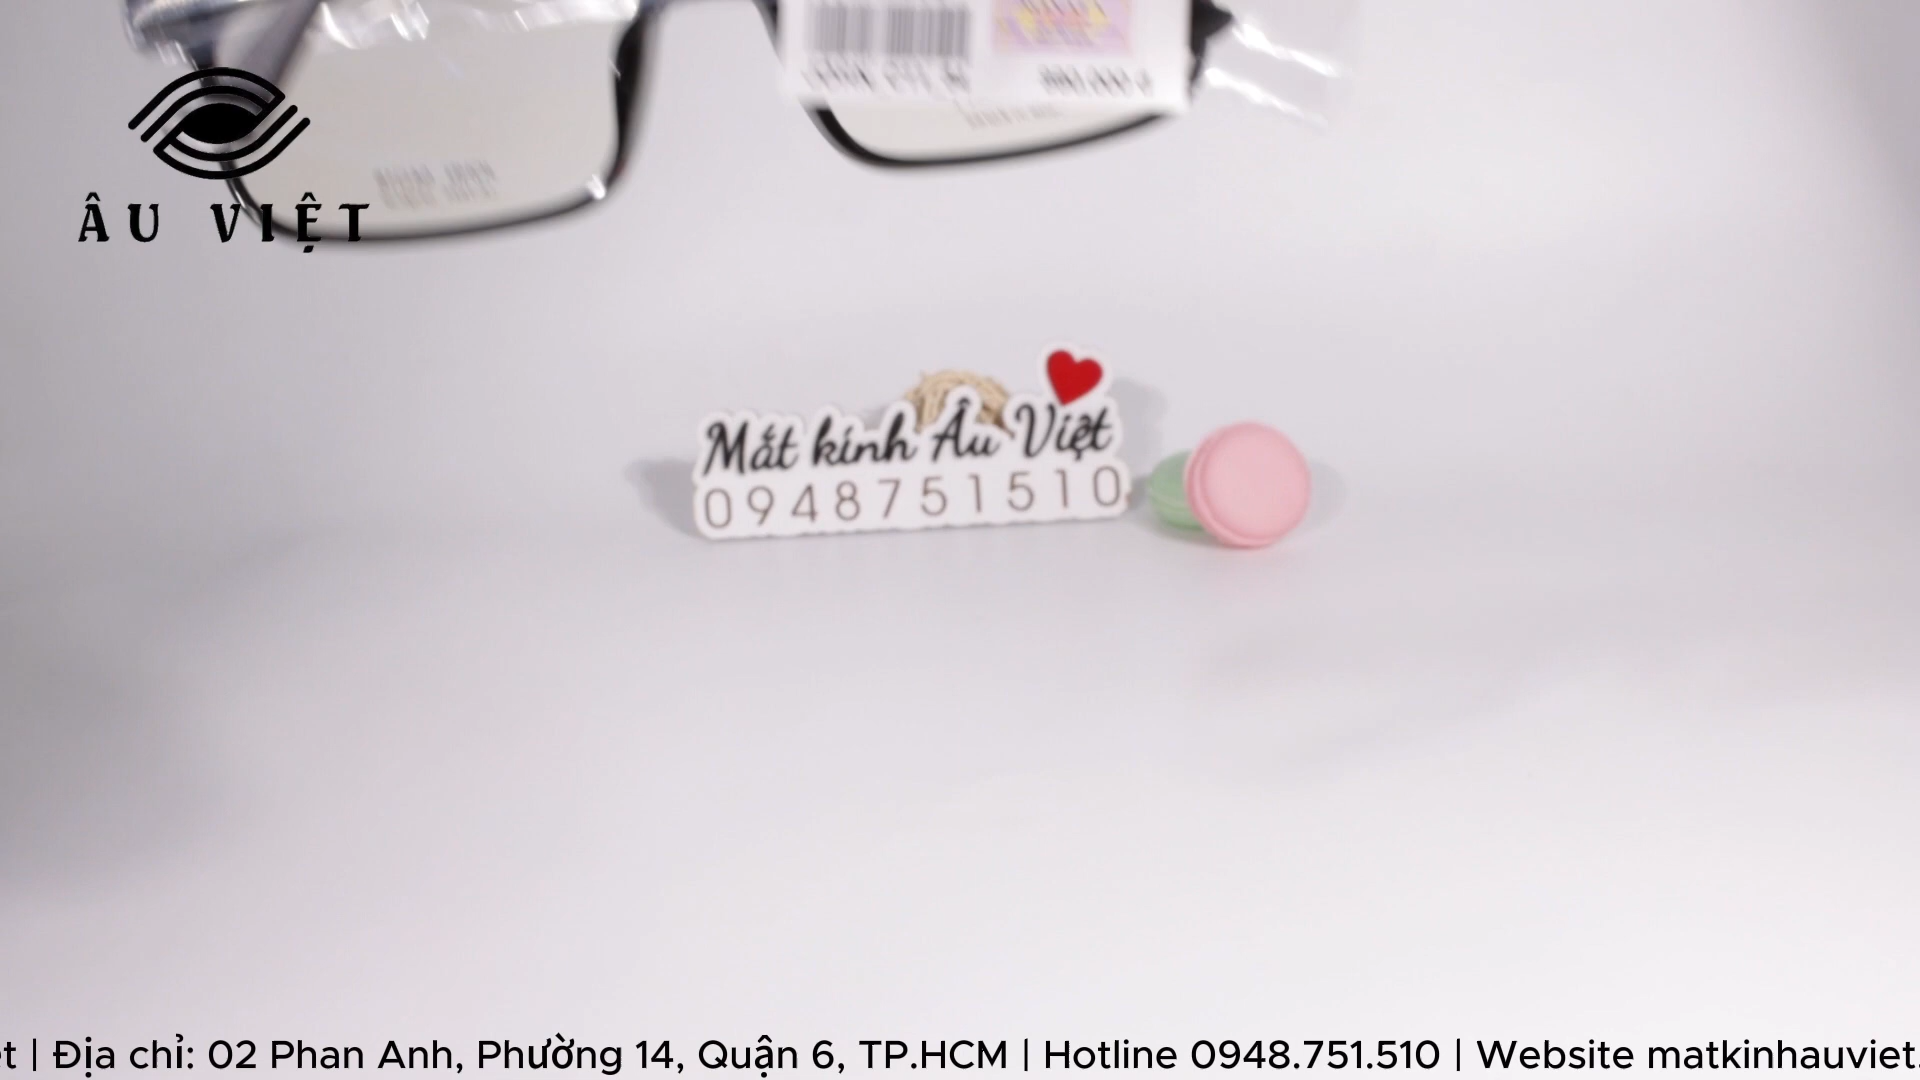 ÂU VIỆT
Mắt kính Âu Việt
0948751510
t | Địa chỉ: 02 Phan Anh, Phường 14, Quận 6, TP.HCM | Hotline 0948.751.510 | Website matkinhauviet.